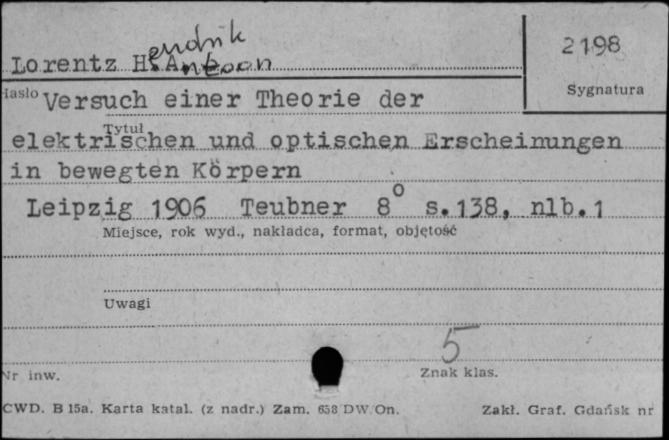 endrik
Lorentz H. A. ntoon
2198
Sygnatura
Hasło Versuch einer Theorie der
Tytuł
elektrischen und optischen Erscheinungen
in bewegten Körpern
Leipzig 1906 Teubner 8° s.138, nlb.1
Miejsce, rok wyd., nakładca, format, objętość
Uwagi
5
Nr inw.
Znak klas.
CWD. B 15a. Karta katal. (z nadr.) Zam. 658 DW/On. Zakł. Graf. Gdańsk nr